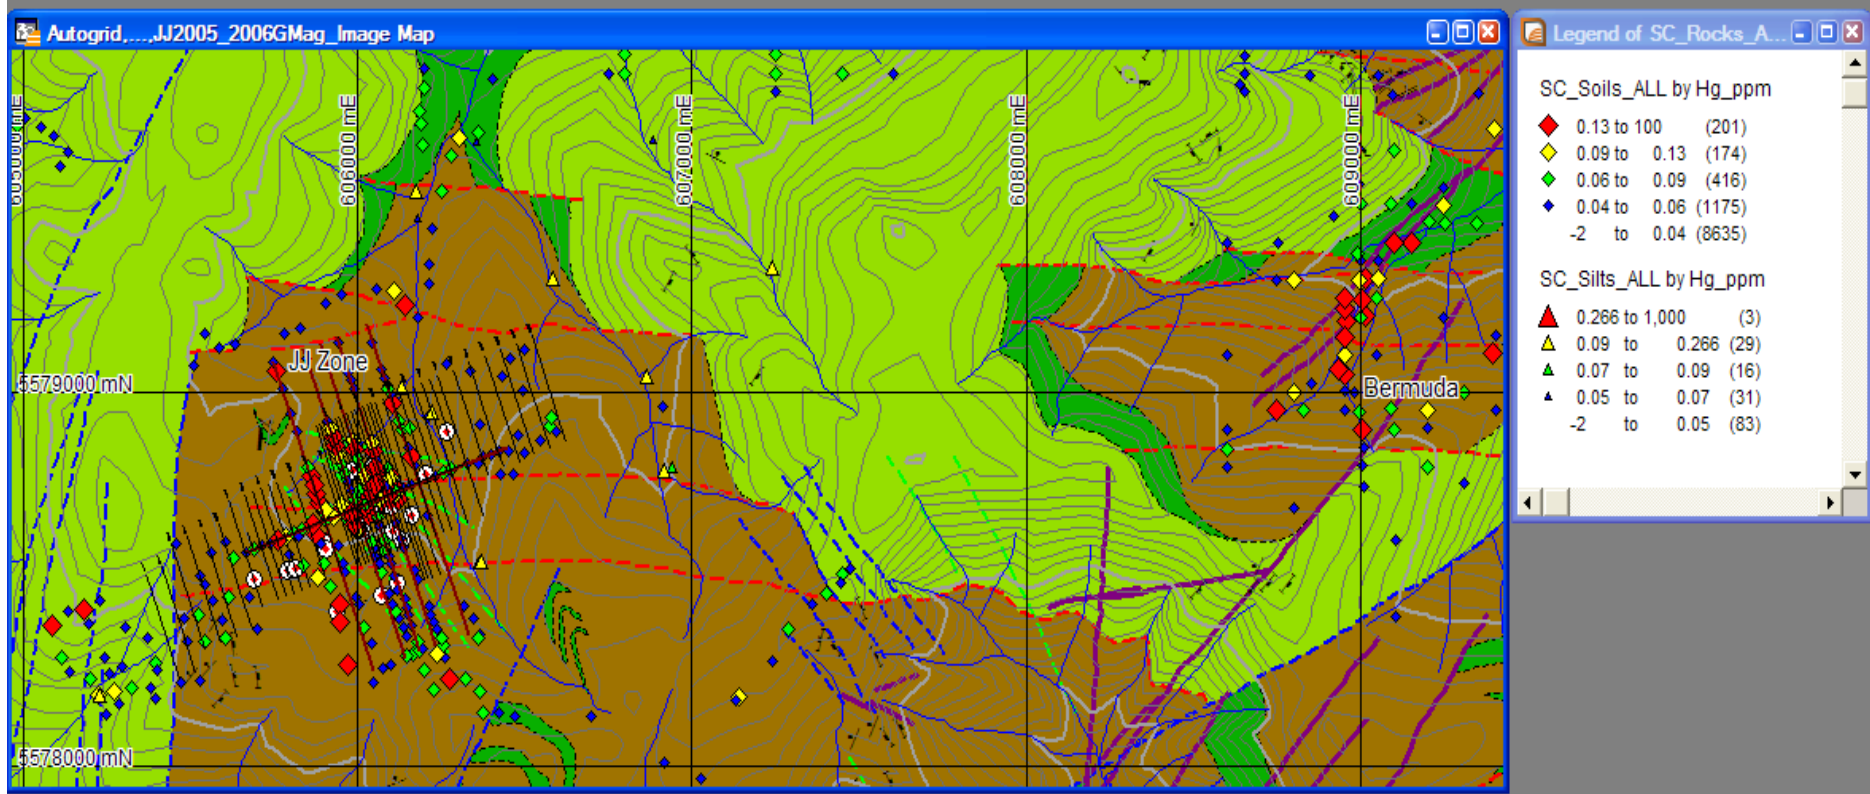 Autogrid,...,JJ2005_2006GMag_Image Map
Legend of SC_Rocks_A...
605000 mE
606000 mE
607000 mE
608000 mE
609000 mE
JJ Zone
5579000 mN
Bermuda
5578000 mN
SC_Soils_ALL by Hg_ppm
0.13 to 100 (201)
0.09 to 0.13 (174)
0.06 to 0.09 (416)
0.04 to 0.06 (1175)
-2 to 0.04 (8635)
SC_Silts_ALL by Hg_ppm
0.266 to 1,000 (3)
0.09 to 0.266 (29)
0.07 to 0.09 (16)
0.05 to 0.07 (31)
-2 to 0.05 (83)